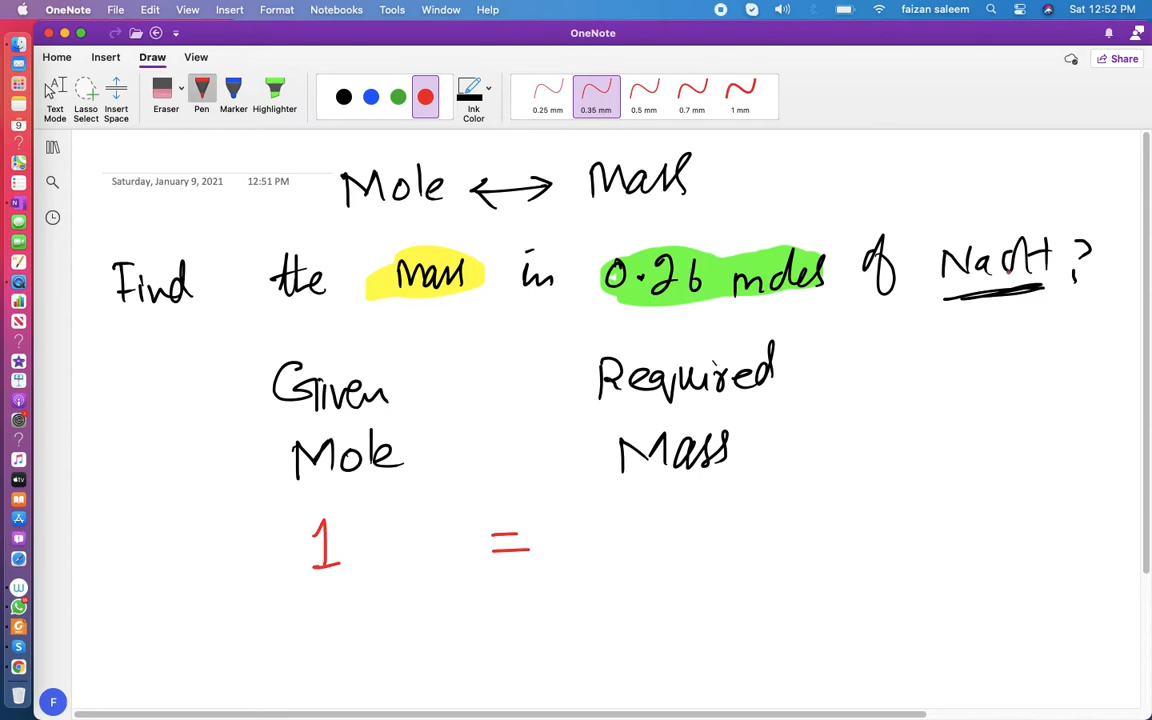 OneNote File Edit View Insert Format Notebooks Tools Window Help faizan saleem Sat 12:52 PM
OneNote
Home Insert Draw View Share
Text Mode Lasso Select Insert Space Eraser Pen Marker Highlighter Ink Color 0.25 mm 0.35 mm 0.5 mm 0.7 mm 1 mm
Saturday, January 9, 2021 12:51 PM
Mole ↔ Mass
Find the mass in 0.26 moles of NaOH ?
Given Required
Mole Mass
1 =
F